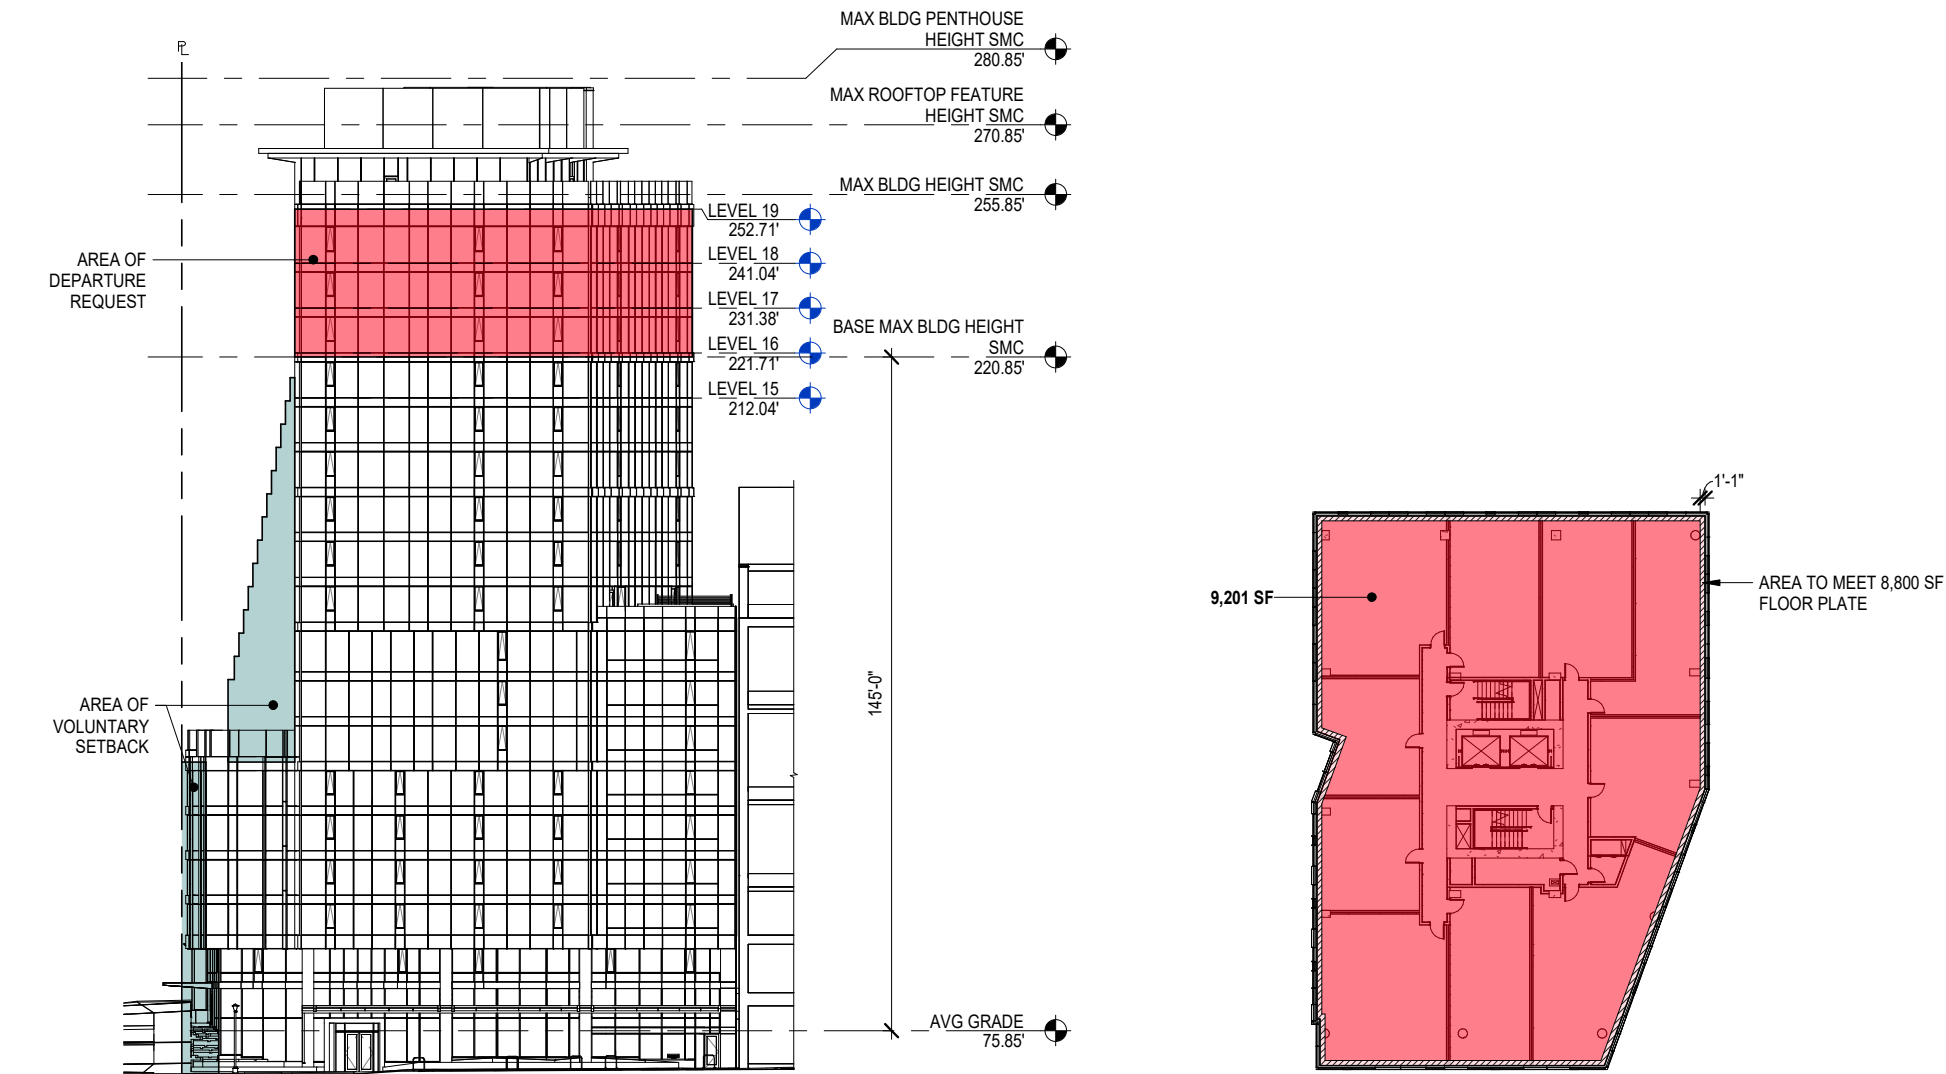 MAX BLDG PENTHOUSE
HEIGHT SMC
280.85'
MAX ROOFTOP FEATURE
HEIGHT SMC
270.85'
MAX BLDG HEIGHT SMC
255.85'
LEVEL 19
252.71'
LEVEL 18
241.04'
LEVEL 17
231.38'
BASE MAX BLDG HEIGHT
SMC
220.85'
LEVEL 16
221.71'
LEVEL 15
212.04'
AREA OF
DEPARTURE
REQUEST
AREA OF
VOLUNTARY
SETBACK
145'-0"
AVG GRADE
75.85'
1'-1"
9,201 SF
AREA TO MEET 8,800 SF
FLOOR PLATE